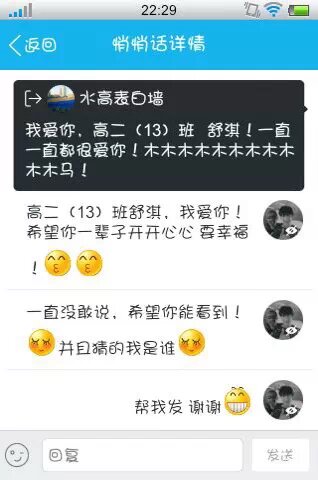 22:29
返回
悄悄话详情
水高表白墙
我爱你，高二（13）班 舒淇！一直
一直都很爱你！木木木木木木木木木
木木马！
高二（13）班舒淇，我爱你！
希望你一辈子开开心心 要幸福
！
一直没敢说，希望你能看到！
并且猜的我是谁
帮我发 谢谢
回复
发送